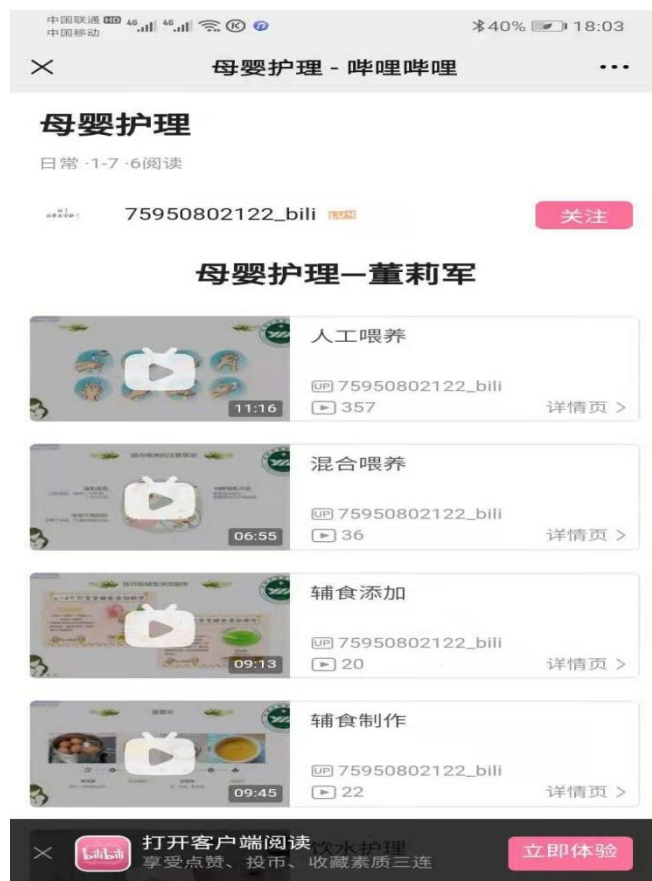 中国联通 HD 4G 4G 40% 18:03
中国移动
母婴护理 - 哔哩哔哩
母婴护理
日常 ·1-7 ·6阅读
75950802122_bili LV4
关注
母婴护理—董莉军
人工喂养
UP 75950802122_bili
11:16
357 详情页 >
混合喂养
UP 75950802122_bili
06:55
36 详情页 >
辅食添加
UP 75950802122_bili
09:13
20 详情页 >
辅食制作
UP 75950802122_bili
09:45
22 详情页 >
饮水护理
打开客户端阅读
bilibili
享受点赞、投币、收藏素质三连
立即体验